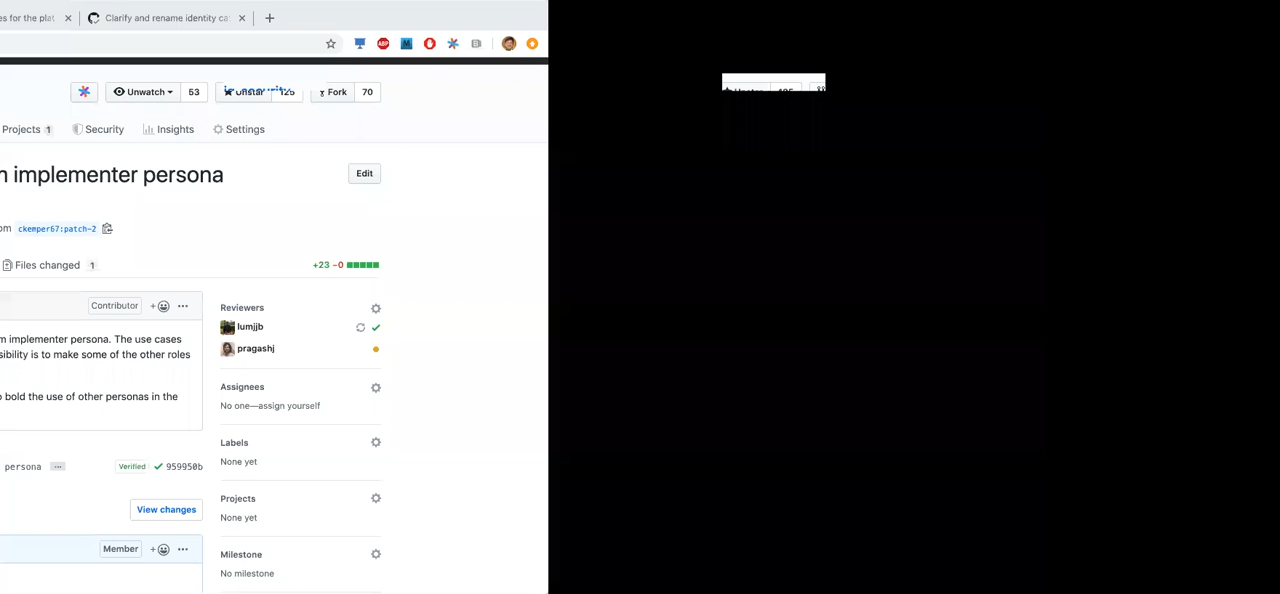 es for the plat
Clarify and rename identity ca
ABP
M
Unwatch
53
Unstar
125
Fork
70
Projects 1
Security
Insights
Settings
implementer persona
Edit
om ckemper67:patch-2
Files changed 1
+23 −0
Contributor
Reviewers
lumjjb
m implementer persona. The use cases
pragashj
sibility is to make some of the other roles
Assignees
o bold the use of other personas in the
No one—assign yourself
Labels
None yet
persona
Verified
959950b
Projects
View changes
None yet
Member
Milestone
No milestone